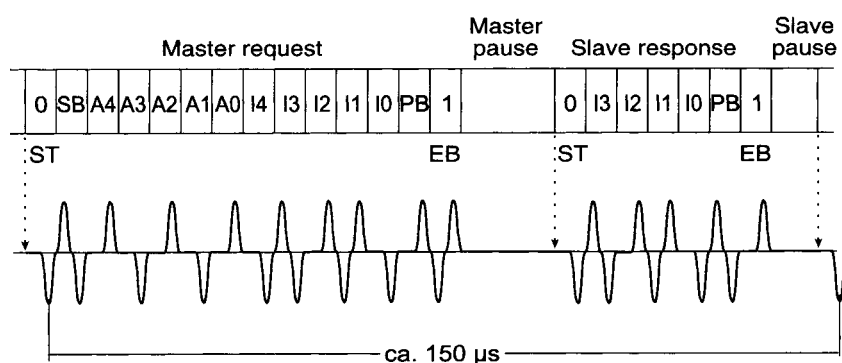 Master request
Master pause
Slave response
Slave pause
0 SB A4 A3 A2 A1 A0 I4 I3 I2 I1 I0 PB 1
0 I3 I2 I1 I0 PB 1
ST EB ST EB
ca. 150 µs